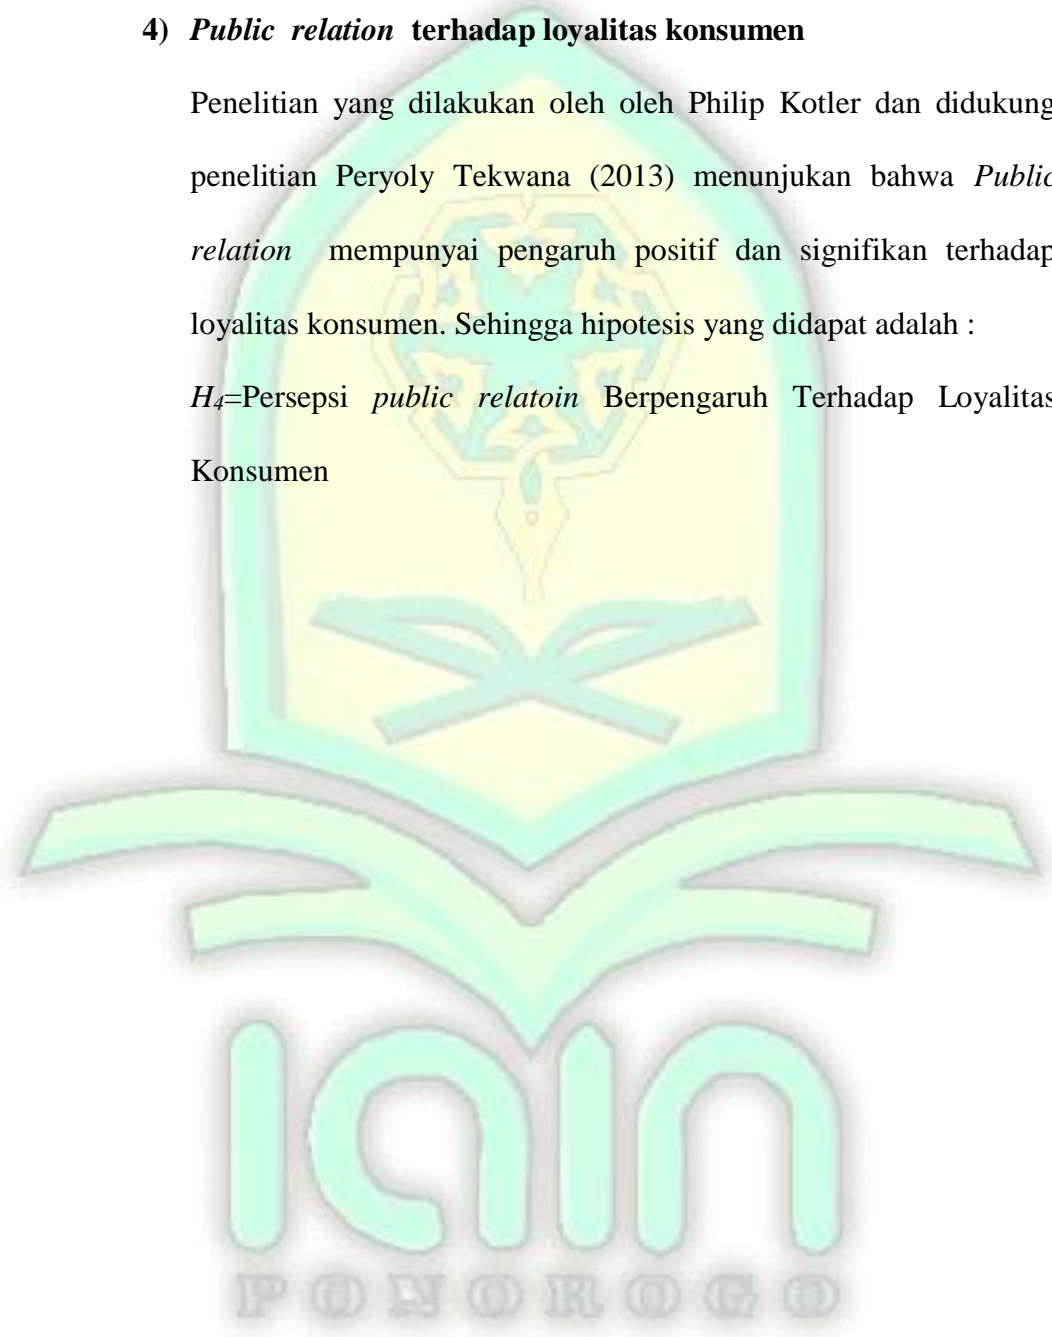 4) Public relation terhadap loyalitas konsumen
Penelitian yang dilakukan oleh oleh Philip Kotler dan didukung
penelitian Peryoly Tekwana (2013) menunjukan bahwa Public
relation mempunyai pengaruh positif dan signifikan terhadap
loyalitas konsumen. Sehingga hipotesis yang didapat adalah :
H4=Persepsi public relatoin Berpengaruh Terhadap Loyalitas
Konsumen
iain
PONOROGO